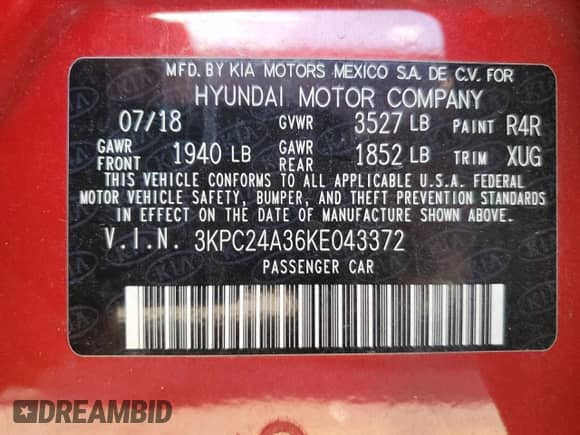 MFD. BY KIA MOTORS MEXICO S.A. DE C.V. FOR
HYUNDAI MOTOR COMPANY
07/18 GVWR 3527 LB PAINT R4R
GAWR FRONT 1940 LB GAWR REAR 1852 LB TRIM XUG
THIS VEHICLE CONFORMS TO ALL APPLICABLE U.S.A. FEDERAL
MOTOR VEHICLE SAFETY, BUMPER, AND THEFT PREVENTION STANDARDS
IN EFFECT ON THE DATE OF MANUFACTURE SHOWN ABOVE.
V.I.N. 3KPC24A36KE043372
PASSENGER CAR
DREAMBID